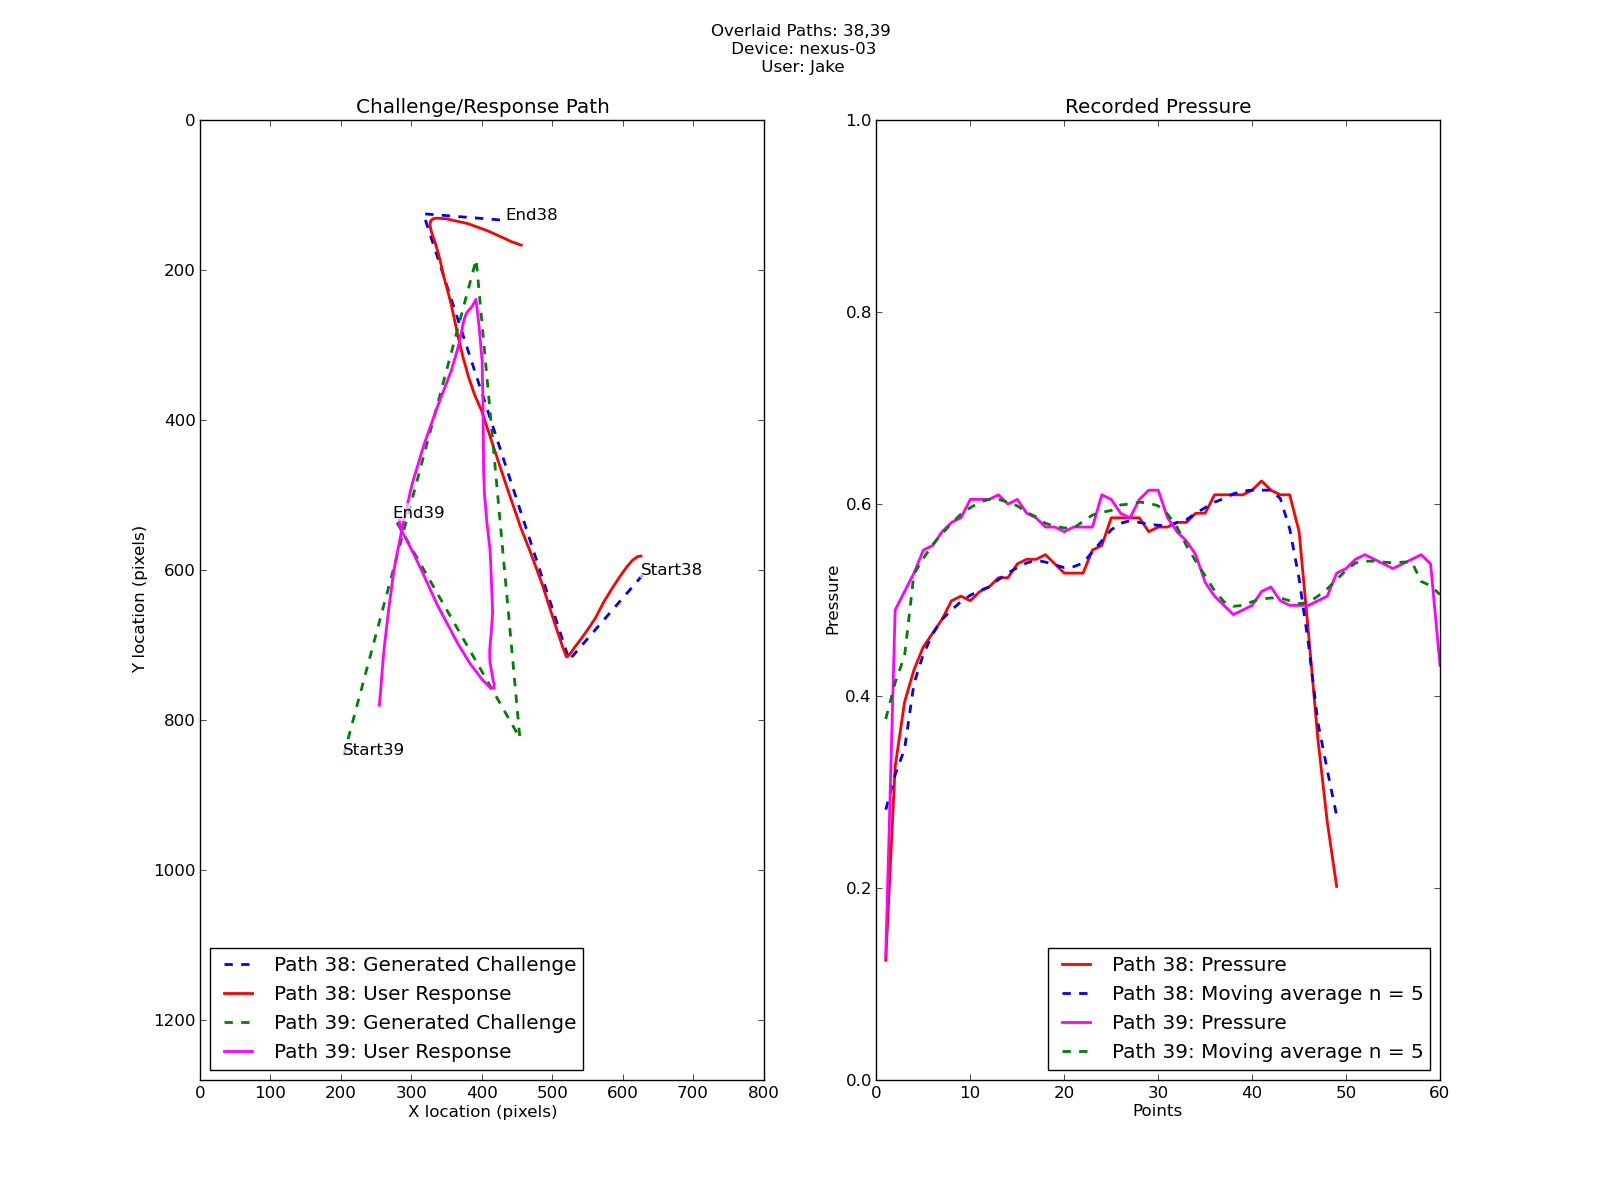 Overlaid Paths: 38,39
Device: nexus-03
User: Jake
Challenge/Response Path
0
200
400
600
800
1000
1200
Y location (pixels)
End38
End39
Start38
Start39
Path 38: Generated Challenge
Path 38: User Response
Path 39: Generated Challenge
Path 39: User Response
0 100 200 300 400 500 600 700 800
X location (pixels)
Recorded Pressure
1.0
0.8
0.6
0.4
0.2
0.0
Pressure
Path 38: Pressure
Path 38: Moving average n = 5
Path 39: Pressure
Path 39: Moving average n = 5
0 10 20 30 40 50 60
Points